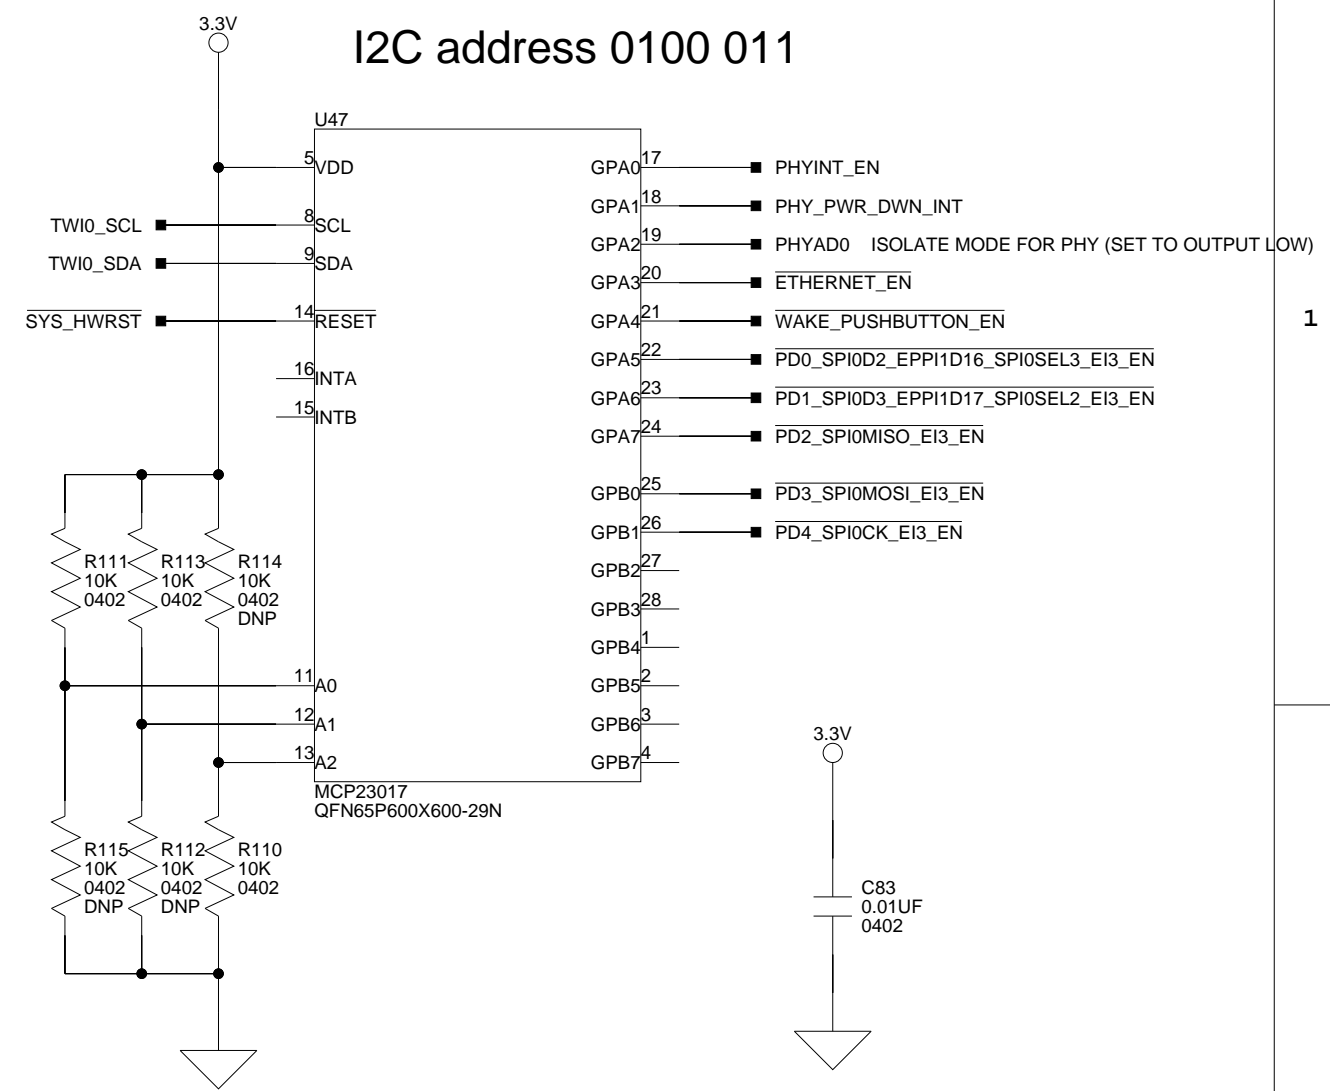 3.3V
I2C address 0100 011
U47
5 VDD
GPA0 17 PHYINT_EN
GPA1 18 PHY_PWR_DWN_INT
TWI0_SCL 8 SCL
GPA2 19 PHYAD0 ISOLATE MODE FOR PHY (SET TO OUTPUT LOW)
TWI0_SDA 9 SDA
GPA3 20 ETHERNET_EN
SYS_HWRST 14 RESET
GPA4 21 WAKE_PUSHBUTTON_EN
1
GPA5 22 PD0_SPI0D2_EPPI1D16_SPI0SEL3_EI3_EN
16 INTA
GPA6 23 PD1_SPI0D3_EPPI1D17_SPI0SEL2_EI3_EN
15 INTB
GPA7 24 PD2_SPI0MISO_EI3_EN
GPB0 25 PD3_SPI0MOSI_EI3_EN
GPB1 26 PD4_SPI0CK_EI3_EN
GPB2 27
GPB3 28
GPB4 1
GPB5 2
GPB6 3
GPB7 4
R111
10K
0402
R113
10K
0402
R114
10K
0402
DNP
11 A0
12 A1
13 A2
MCP23017
QFN65P600X600-29N
R115
10K
0402
DNP
R112
10K
0402
DNP
R110
10K
0402
3.3V
C83
0.01UF
0402